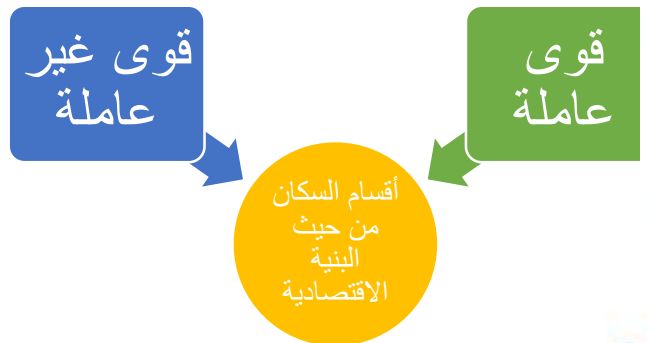 قوى
عاملة
قوى غير
عاملة
أقسام السكان
من حيث
البنية
الاقتصادية